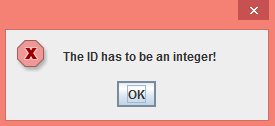 The ID has to be an integer!
OK